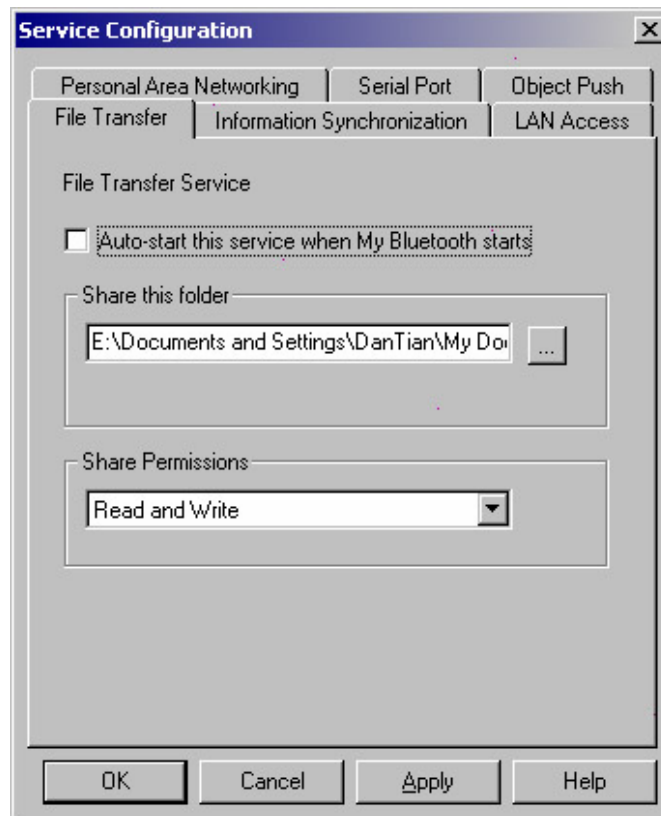 Service Configuration
Personal Area Networking Serial Port Object Push
File Transfer Information Synchronization LAN Access
File Transfer Service
Auto-start this service when My Bluetooth starts
Share this folder
E:\Documents and Settings\DanTian\My Do ...
Share Permissions
Read and Write
OK Cancel Apply Help